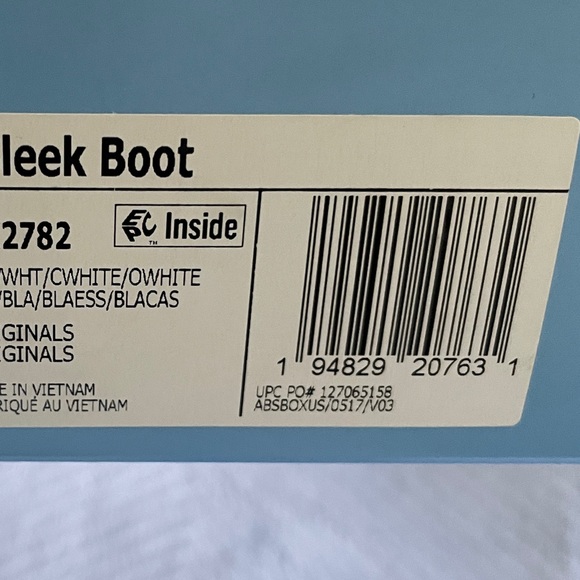 leek Boot
2782
EPC™ Inside
/WHT/CWHITE/OWHITE
/BLA/BLAESS/BLACAS
GINALS
GINALS
E IN VIETNAM
RIQUÉ AU VIETNAM
1 94829 20763 1
UPC PO# 127065158
ABSBOXUS/0517/V03